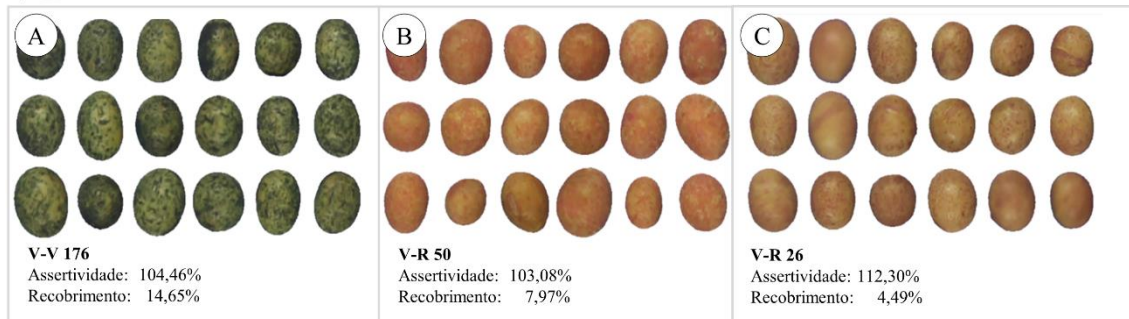 A
B
C
V-V 176
Assertividade: 104,46%
Recobrimento: 14,65%
V-R 50
Assertividade: 103,08%
Recobrimento: 7,97%
V-R 26
Assertividade: 112,30%
Recobrimento: 4,49%